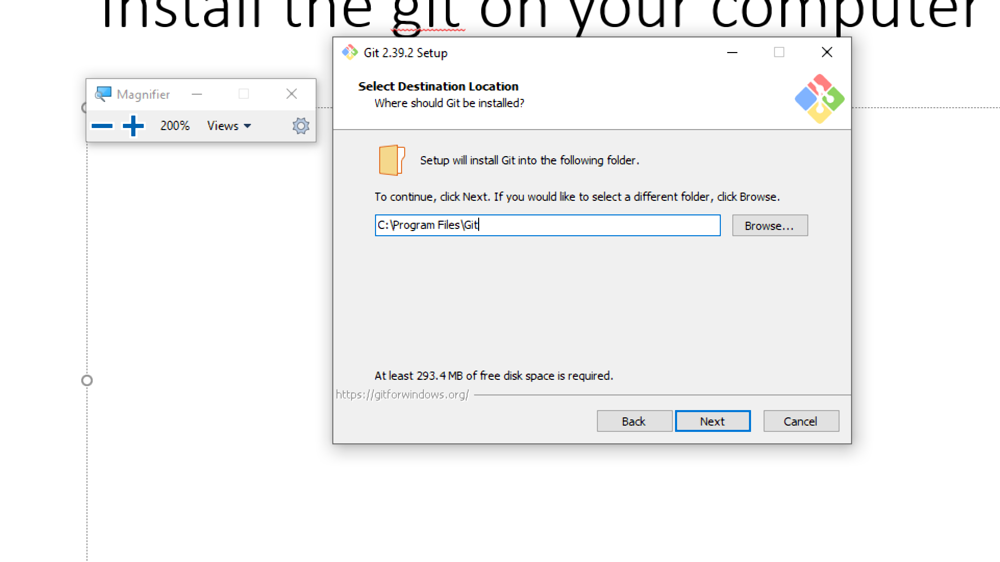 Install the git on your computer
Git 2.39.2 Setup
Select Destination Location
Where should Git be installed?
Magnifier
200%
Views
Setup will install Git into the following folder.
To continue, click Next. If you would like to select a different folder, click Browse.
C:\Program Files\Git
Browse...
At least 293.4 MB of free disk space is required.
https://gitforwindows.org/
Back
Next
Cancel